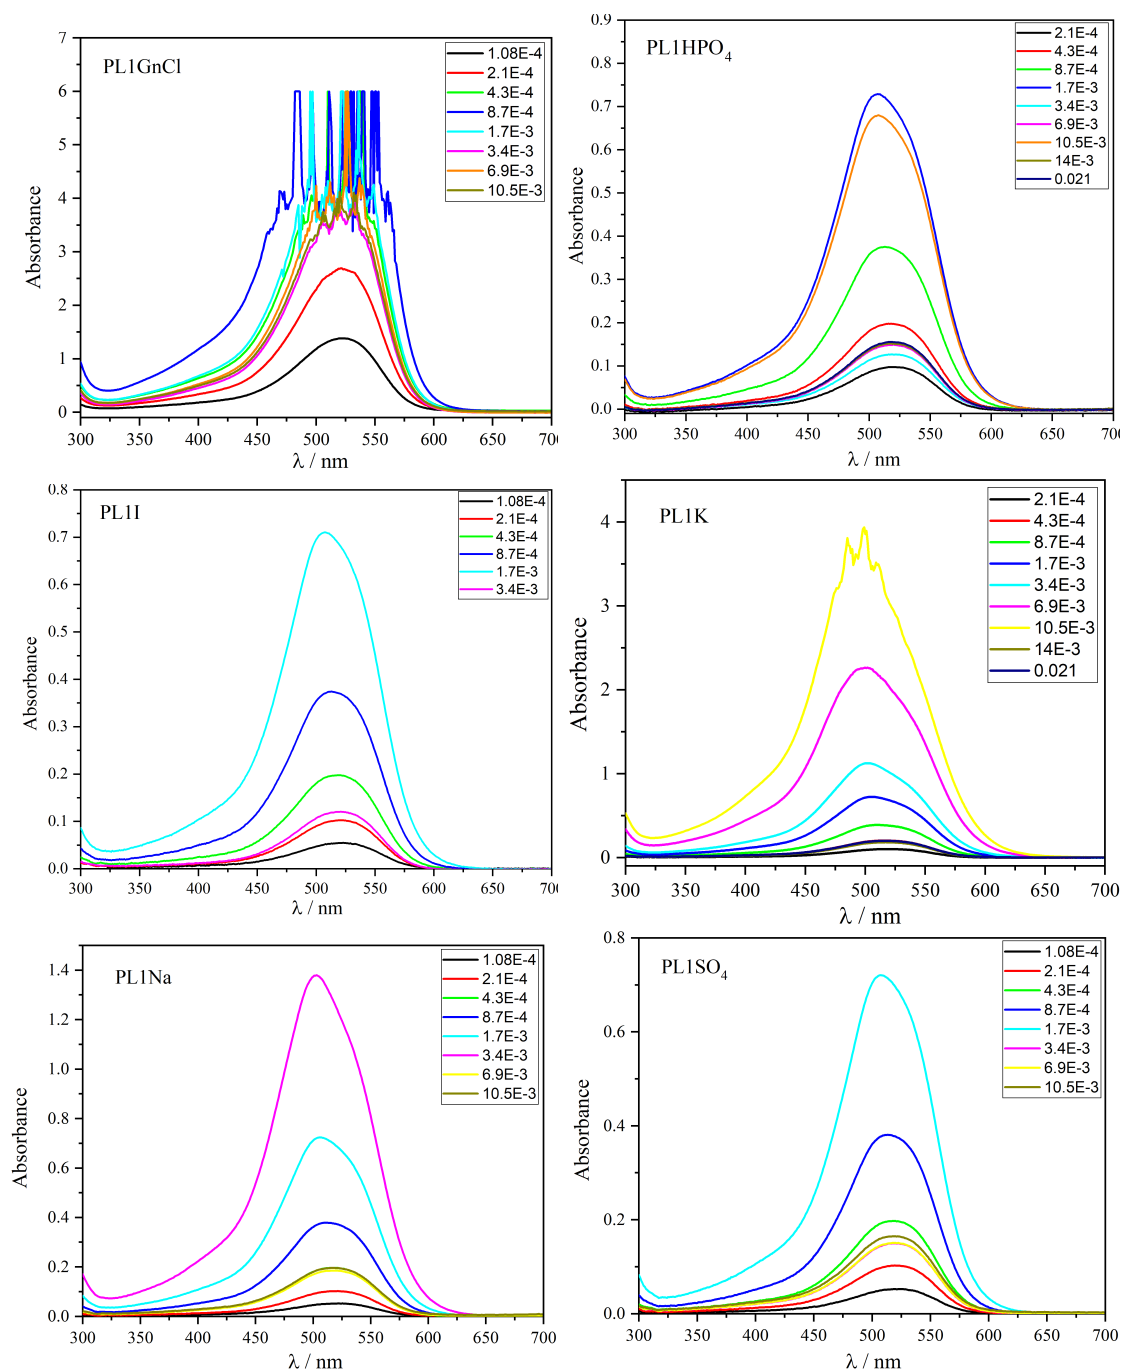 PL1GnCl
1.08E-4
2.1E-4
4.3E-4
8.7E-4
1.7E-3
3.4E-3
6.9E-3
10.5E-3
7
6
5
4
3
2
1
0
Absorbance
300 350 400 450 500 550 600 650 700
λ / nm
PL1HPO₄
2.1E-4
4.3E-4
8.7E-4
1.7E-3
3.4E-3
6.9E-3
10.5E-3
14E-3
0.021
0.9
0.8
0.7
0.6
0.5
0.4
0.3
0.2
0.1
0.0
Absorbance
300 350 400 450 500 550 600 650 700
λ / nm
PL1I
1.08E-4
2.1E-4
4.3E-4
8.7E-4
1.7E-3
3.4E-3
0.8
0.7
0.6
0.5
0.4
0.3
0.2
0.1
0.0
Absorbance
300 350 400 450 500 550 600 650 700
λ / nm
PL1K
2.1E-4
4.3E-4
8.7E-4
1.7E-3
3.4E-3
6.9E-3
10.5E-3
14E-3
0.021
4
3
2
1
0
Absorbance
300 350 400 450 500 550 600 650 700
λ / nm
PL1Na
1.08E-4
2.1E-4
4.3E-4
8.7E-4
1.7E-3
3.4E-3
6.9E-3
10.5E-3
1.4
1.2
1.0
0.8
0.6
0.4
0.2
0.0
Absorbance
300 350 400 450 500 550 600 650 700
λ / nm
PL1SO₄
1.08E-4
2.1E-4
4.3E-4
8.7E-4
1.7E-3
3.4E-3
6.9E-3
10.5E-3
0.8
0.6
0.4
0.2
0.0
Absorbance
300 350 400 450 500 550 600 650 700
λ / nm